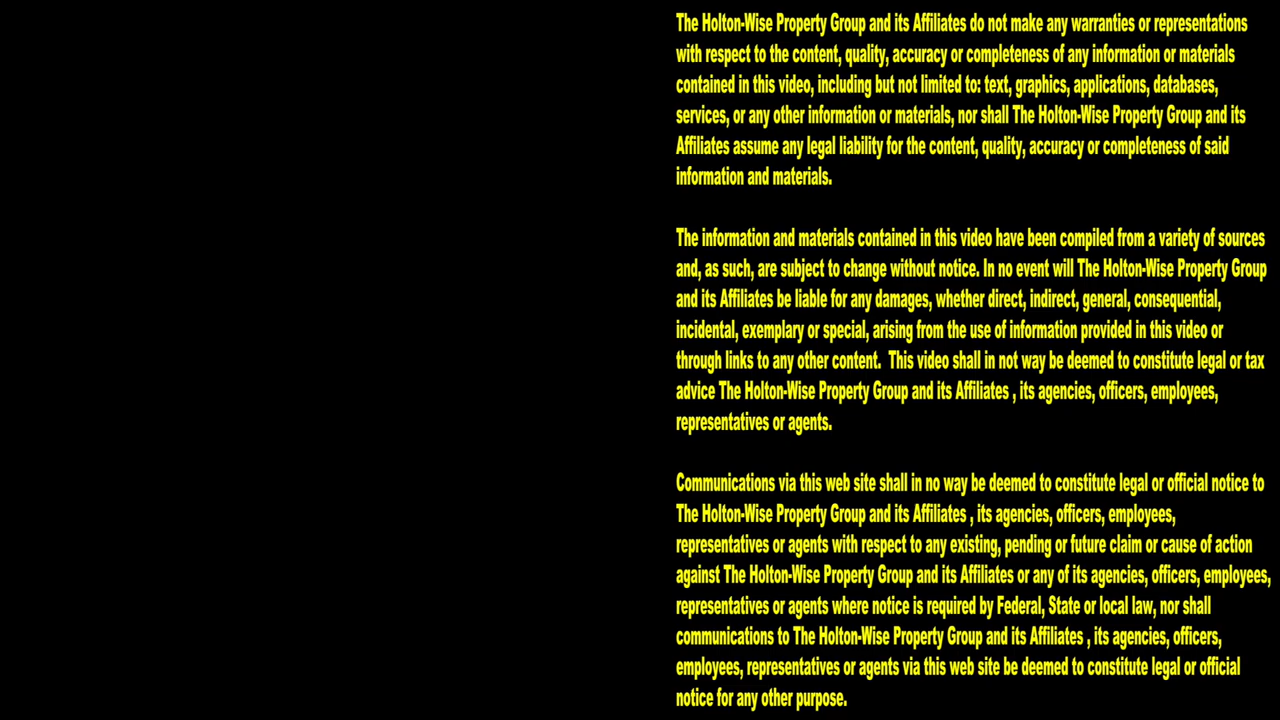 The Holton-Wise Property Group and its Affiliates do not make any warranties or representations
with respect to the content, quality, accuracy or completeness of any information or materials
contained in this video, including but not limited to: text, graphics, applications, databases,
services, or any other information or materials, nor shall The Holton-Wise Property Group and its
Affiliates assume any legal liability for the content, quality, accuracy or completeness of said
information and materials.
The information and materials contained in this video have been compiled from a variety of sources
and, as such, are subject to change without notice. In no event will The Holton-Wise Property Group
and its Affiliates be liable for any damages, whether direct, indirect, general, consequential,
incidental, exemplary or special, arising from the use of information provided in this video or
through links to any other content.  This video shall in not way be deemed to constitute legal or tax
advice The Holton-Wise Property Group and its Affiliates , its agencies, officers, employees,
representatives or agents.
Communications via this web site shall in no way be deemed to constitute legal or official notice to
The Holton-Wise Property Group and its Affiliates , its agencies, officers, employees,
representatives or agents with respect to any existing, pending or future claim or cause of action
against The Holton-Wise Property Group and its Affiliates or any of its agencies, officers, employees,
representatives or agents where notice is required by Federal, State or local law, nor shall
communications to The Holton-Wise Property Group and its Affiliates , its agencies, officers,
employees, representatives or agents via this web site be deemed to constitute legal or official
notice for any other purpose.